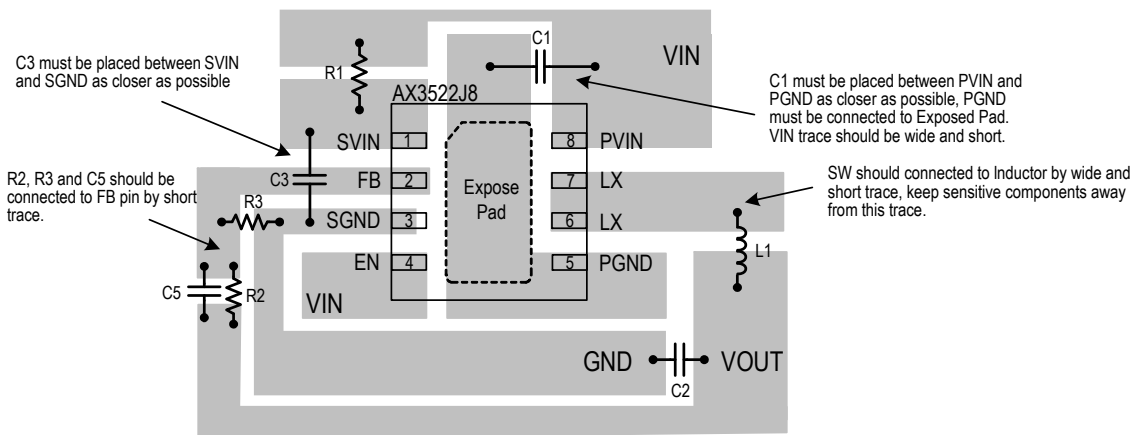 C1
VIN
C3 must be placed between SVIN
and SGND as closer as possible
R1
C1 must be placed between PVIN and
PGND as closer as possible, PGND
must be connected to Exposed Pad.
VIN trace should be wide and short.
AX3522J8
SVIN 1
8 PVIN
R2, R3 and C5 should be
connected to FB pin by short
trace.
C3
FB 2
Expose
Pad
7 LX
SW should connected to Inductor by wide and
short trace, keep sensitive components away
from this trace.
R3
SGND 3
6 LX
L1
EN 4
5 PGND
C5
R2
VIN
GND
VOUT
C2